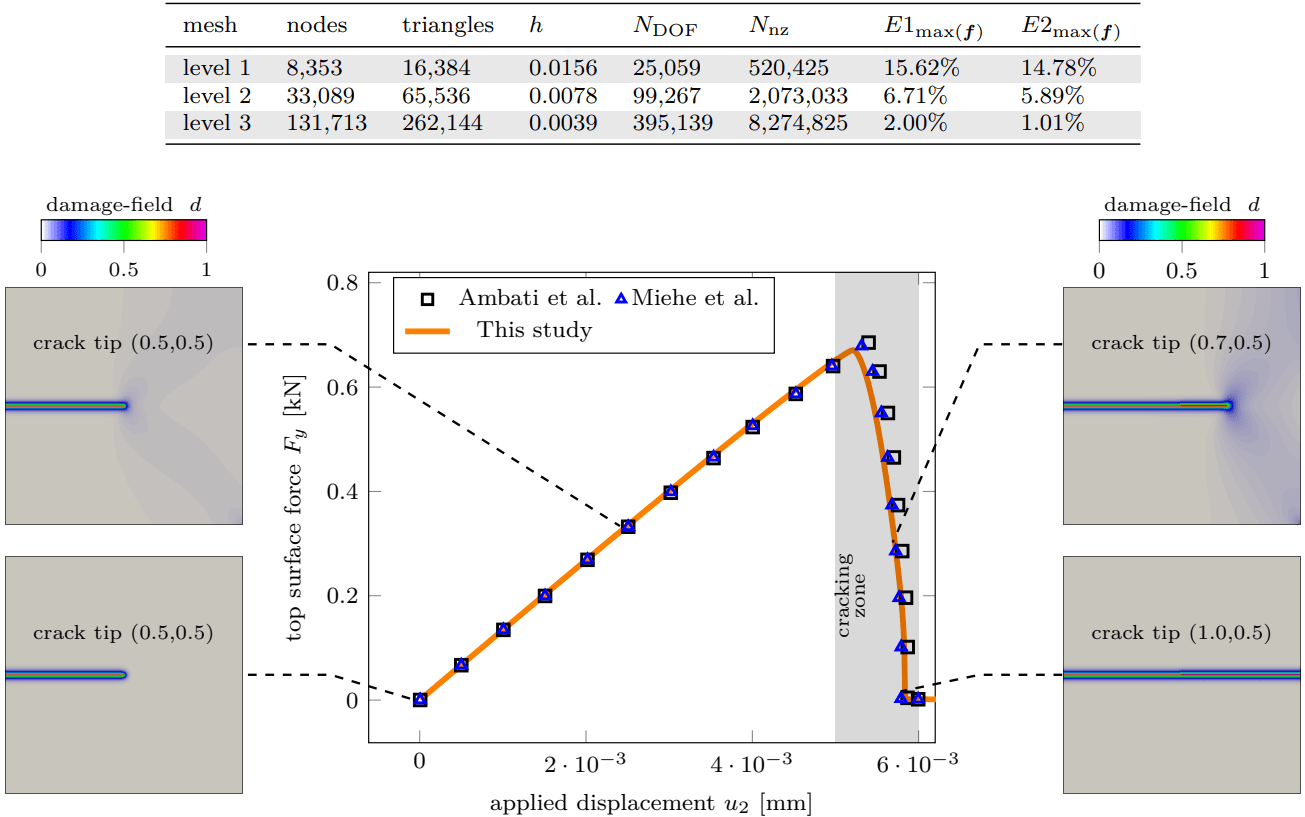 mesh nodes triangles h N_DOF N_nz E1_max(f) E2_max(f)
level 1 8,353 16,384 0.0156 25,059 520,425 15.62% 14.78%
level 2 33,089 65,536 0.0078 99,267 2,073,033 6.71% 5.89%
level 3 131,713 262,144 0.0039 395,139 8,274,825 2.00% 1.01%
damage-field d
0 0.5 1
crack tip (0.5,0.5)
crack tip (0.5,0.5)
top surface force F_y [kN]
0.8
0.6
0.4
0.2
0
Ambati et al. Miehe et al.
This study
cracking
zone
0 2 · 10⁻³ 4 · 10⁻³ 6 · 10⁻³
applied displacement u₂ [mm]
damage-field d
0 0.5 1
crack tip (0.7,0.5)
crack tip (1.0,0.5)